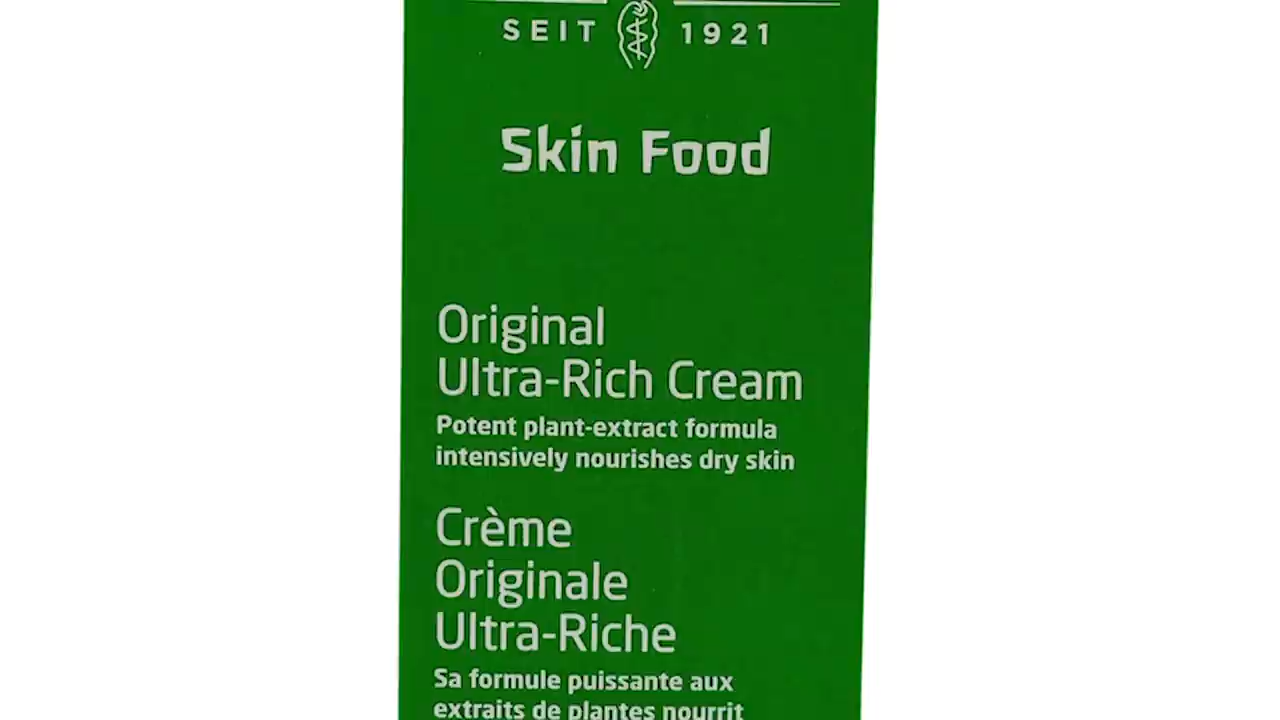 SEIT 1921
Skin Food
Original
Ultra-Rich Cream
Potent plant-extract formula
intensively nourishes dry skin
Crème
Originale
Ultra-Riche
Sa formule puissante aux
extraits de plantes nourrit